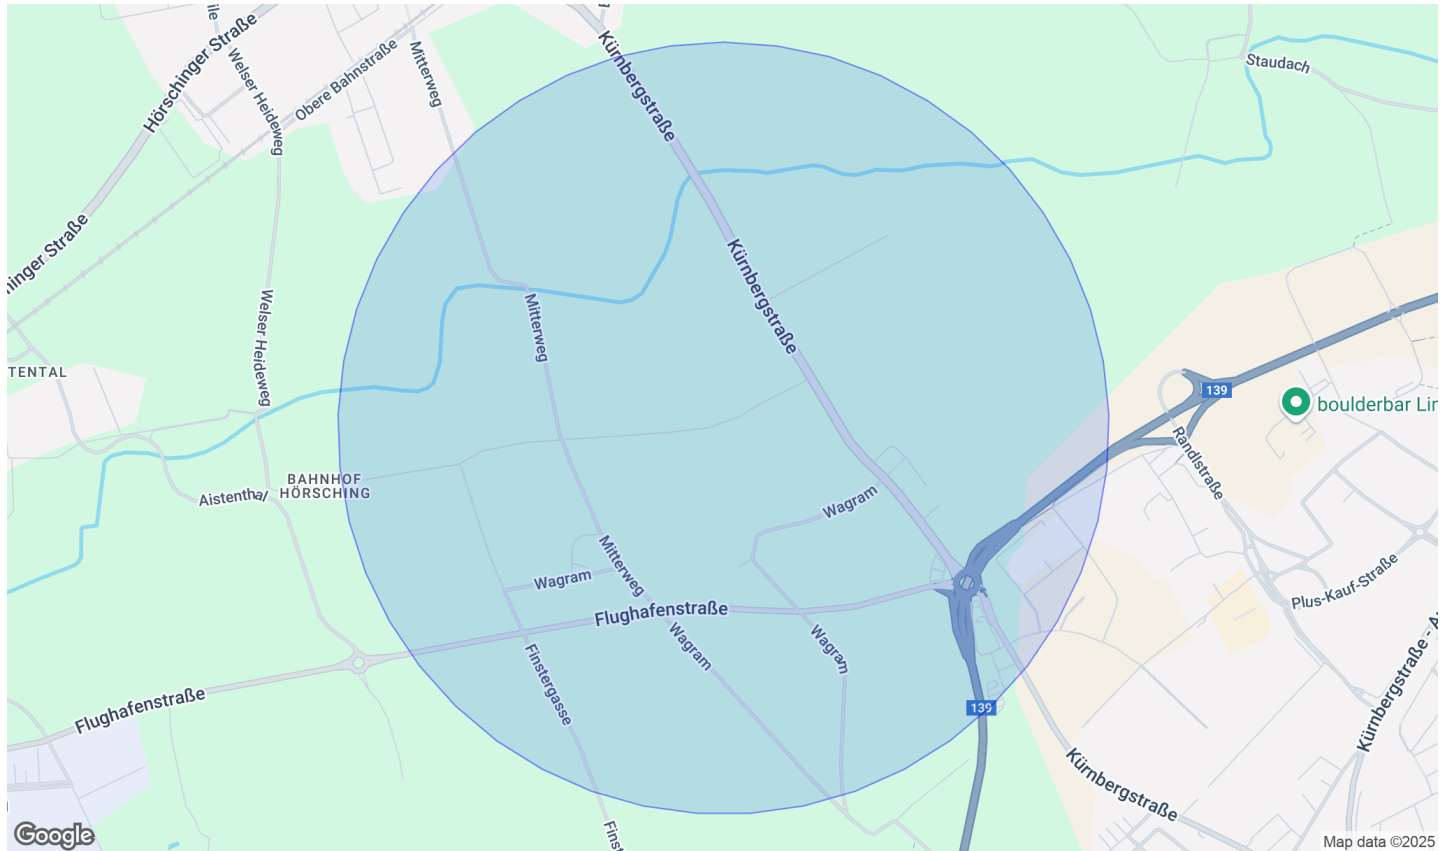 Kürnbergstraße
Hörschinger Straße
Welser Heideweg
Obere Bahnstraße
Mitterweg
Staudach
Kürnbergstraße
Welser Heideweg
Mitterweg
TENTAL
139
boulderbar Lin
Randlstraße
BAHNHOF
HÖRSCHING
Aistenthal
Wagram
Mitterweg
Wagram
Plus-Kauf-Straße
Flughafenstraße
Wagram
Wagram
Finstergasse
Flughafenstraße
139
Kürnbergstraße
Kürnbergstraße - A
Finst
Google
Map data ©2025